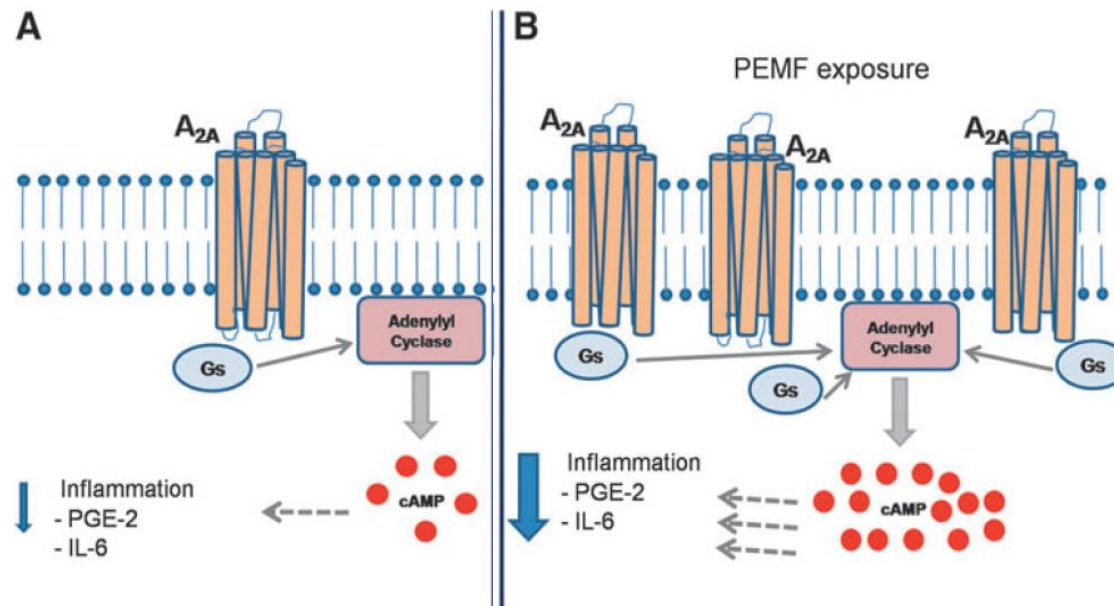 A
A2A
Adenylyl
Cyclase
Gs
cAMP
Inflammation
- PGE-2
- IL-6
B
PEMF exposure
A2A
A2A
A2A
Adenylyl
Cyclase
Gs
Gs
Gs
cAMP
Inflammation
- PGE-2
- IL-6